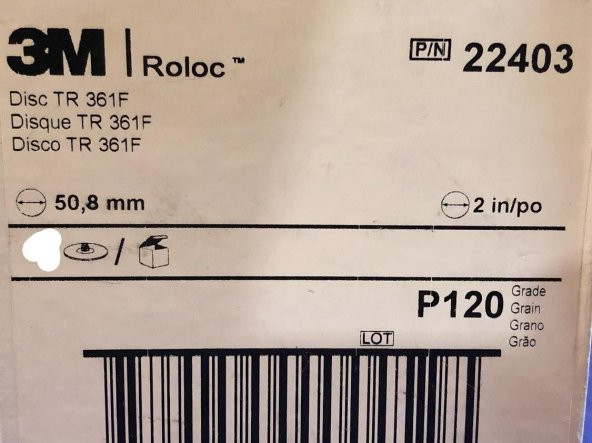 3M | Roloc™
P/N 22403
Disc TR 361F
Disque TR 361F
Disco TR 361F
50,8 mm
2 in/po
/
P120
Grade
Grain
Grano
Grão
LOT